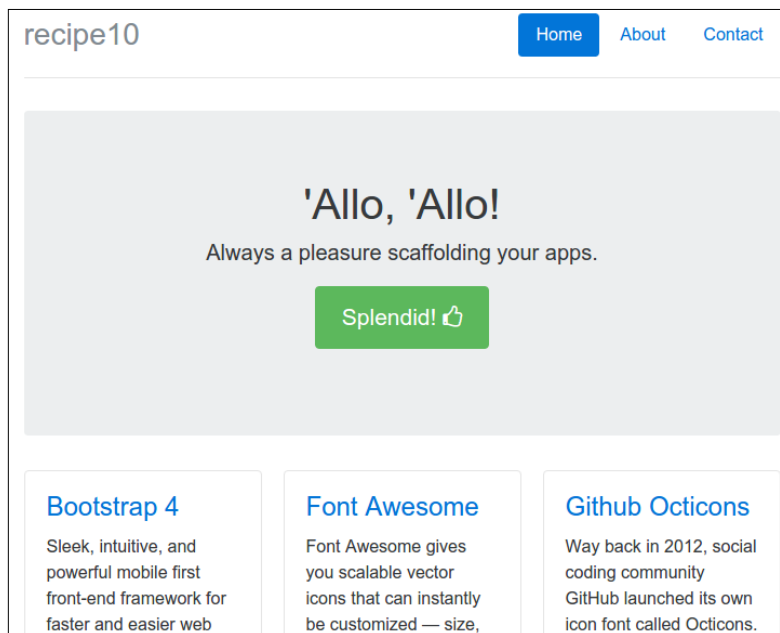 recipe10
Home About Contact
'Allo, 'Allo!
Always a pleasure scaffolding your apps.
Splendid!
Bootstrap 4
Sleek, intuitive, and
powerful mobile first
front-end framework for
faster and easier web
Font Awesome
Font Awesome gives
you scalable vector
icons that can instantly
be customized — size,
Github Octicons
Way back in 2012, social
coding community
GitHub launched its own
icon font called Octicons.